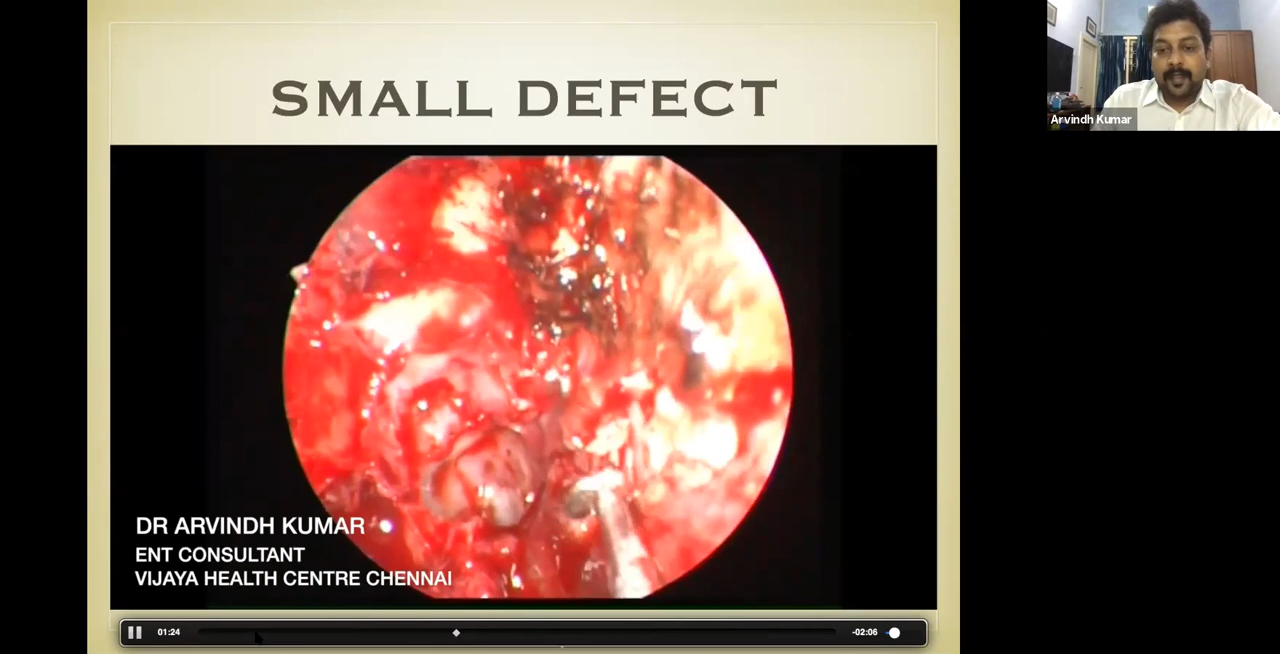 SMALL DEFECT
Arvindh Kumar
DR ARVINDH KUMAR
ENT CONSULTANT
VIJAYA HEALTH CENTRE CHENNAI
01:24
-02:06